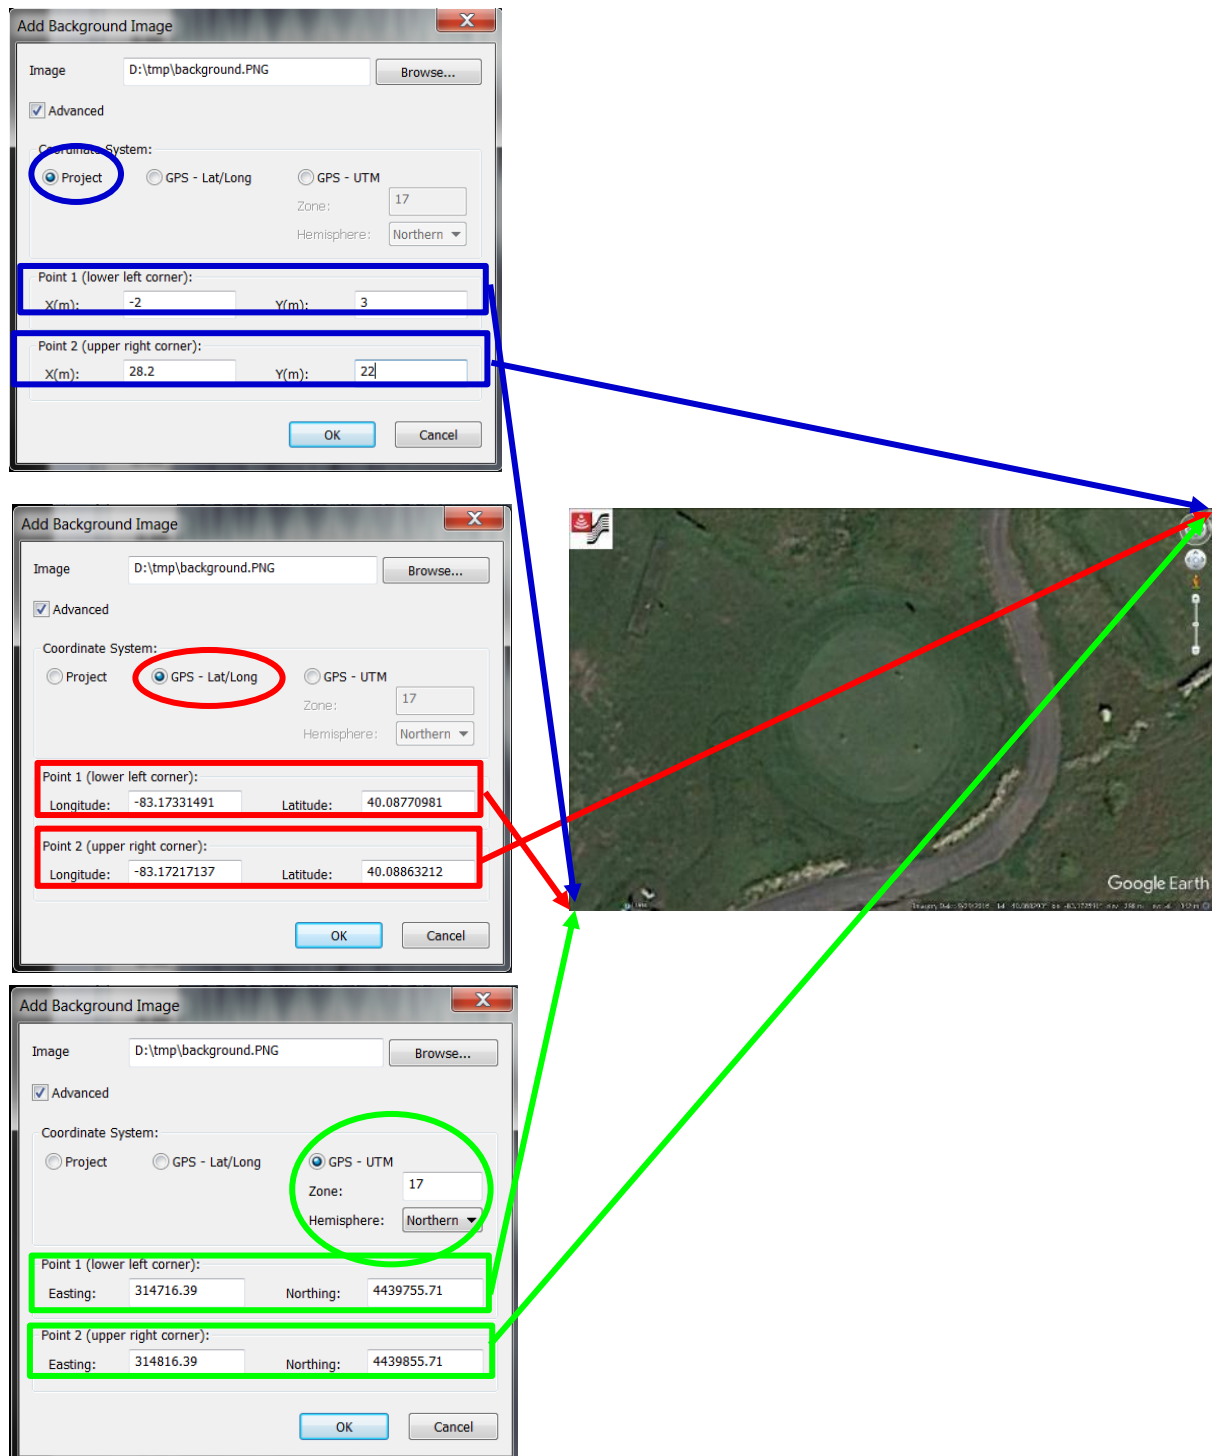 Add Background Image
X
Image D:\tmp\background.PNG Browse...
Advanced
Coordinate System:
Project GPS - Lat/Long GPS - UTM
Zone: 17
Hemisphere: Northern
Point 1 (lower left corner):
X(m): -2 Y(m): 3
Point 2 (upper right corner):
X(m): 28.2 Y(m): 22
OK Cancel
Add Background Image
X
Image D:\tmp\background.PNG Browse...
Advanced
Coordinate System:
Project GPS - Lat/Long GPS - UTM
Zone: 17
Hemisphere: Northern
Point 1 (lower left corner):
Longitude: -83.17331491 Latitude: 40.08770981
Point 2 (upper right corner):
Longitude: -83.17217137 Latitude: 40.08863212
OK Cancel
Google Earth
Add Background Image
X
Image D:\tmp\background.PNG Browse...
Advanced
Coordinate System:
Project GPS - Lat/Long GPS - UTM
Zone: 17
Hemisphere: Northern
Point 1 (lower left corner):
Easting: 314716.39 Northing: 4439755.71
Point 2 (upper right corner):
Easting: 314816.39 Northing: 4439855.71
OK Cancel